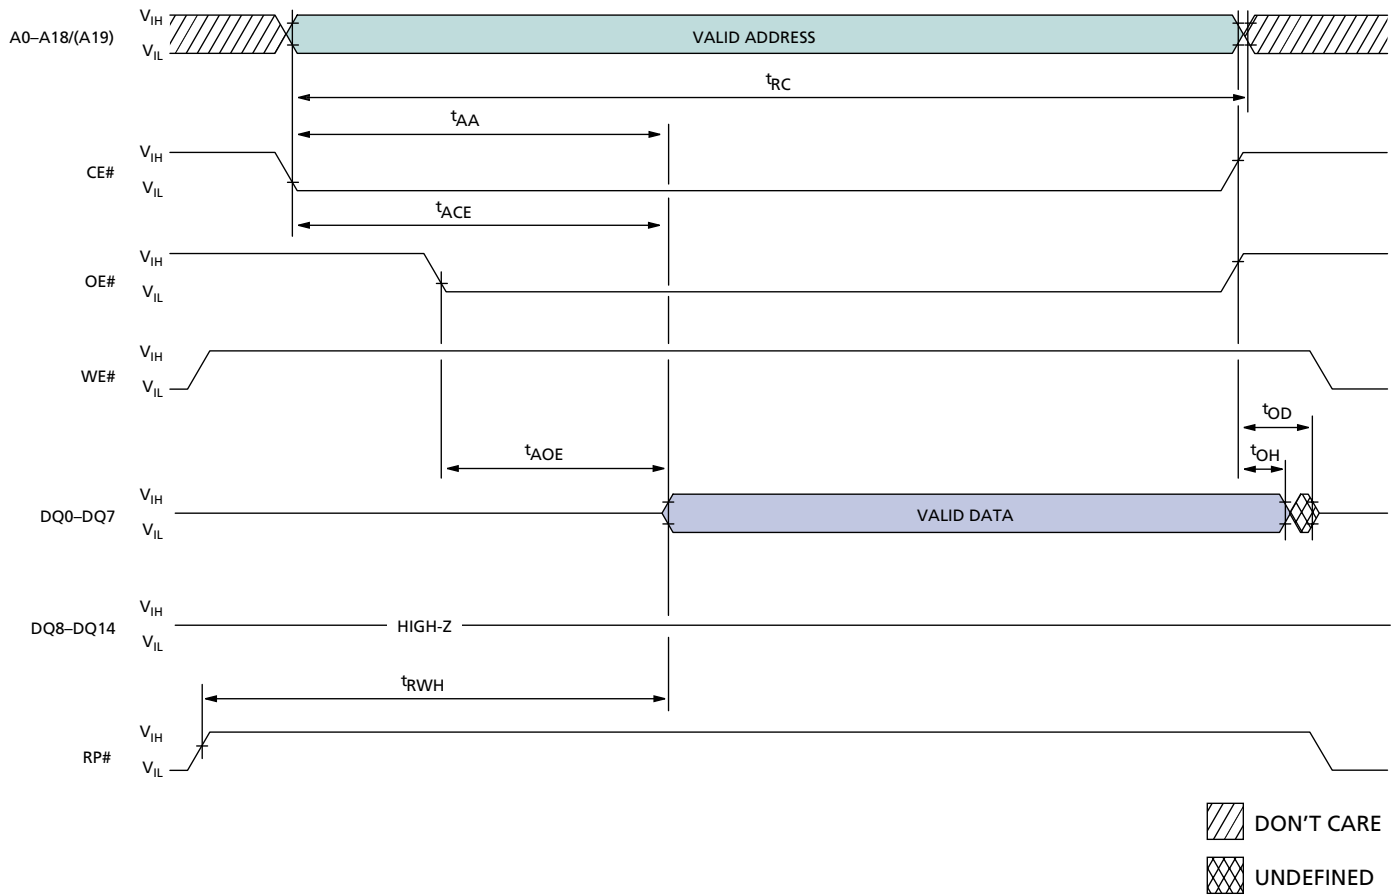 A0–A18/(A19)
VIH
VIL
VALID ADDRESS
tRC
tAA
CE#
VIH
VIL
tACE
OE#
VIH
VIL
WE#
VIH
VIL
tOD
tAOE
tOH
DQ0–DQ7
VIH
VIL
VALID DATA
DQ8–DQ14
VIH
VIL
HIGH-Z
tRWH
RP#
VIH
VIL
DON'T CARE
UNDEFINED